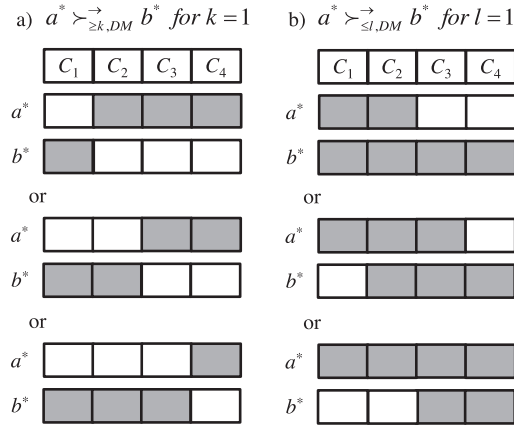 a) a* ≻→≥k,DM b* for k = 1
C1 C2 C3 C4
a*
b*
or
a*
b*
or
a*
b*
b) a* ≻→≤l,DM b* for l = 1
C1 C2 C3 C4
a*
b*
or
a*
b*
or
a*
b*